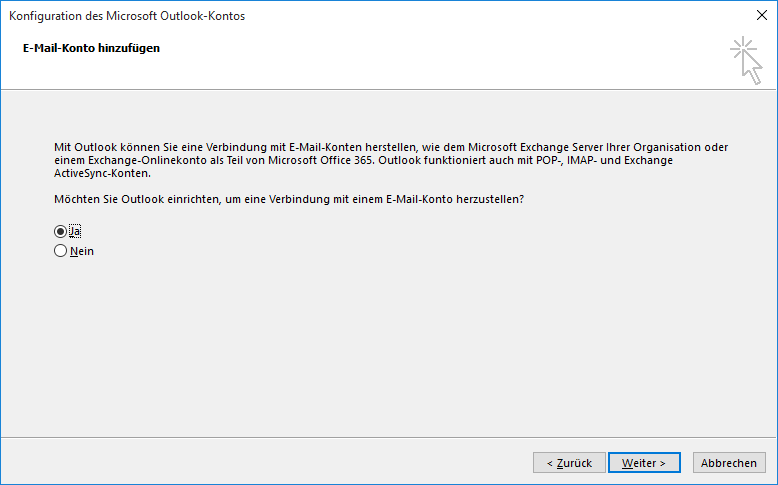 Konfiguration des Microsoft Outlook-Kontos
E-Mail-Konto hinzufügen
Mit Outlook können Sie eine Verbindung mit E-Mail-Konten herstellen, wie dem Microsoft Exchange Server Ihrer Organisation oder
einem Exchange-Onlinekonto als Teil von Microsoft Office 365. Outlook funktioniert auch mit POP-, IMAP- und Exchange
ActiveSync-Konten.
Möchten Sie Outlook einrichten, um eine Verbindung mit einem E-Mail-Konto herzustellen?
Ja
Nein
< Zurück
Weiter >
Abbrechen